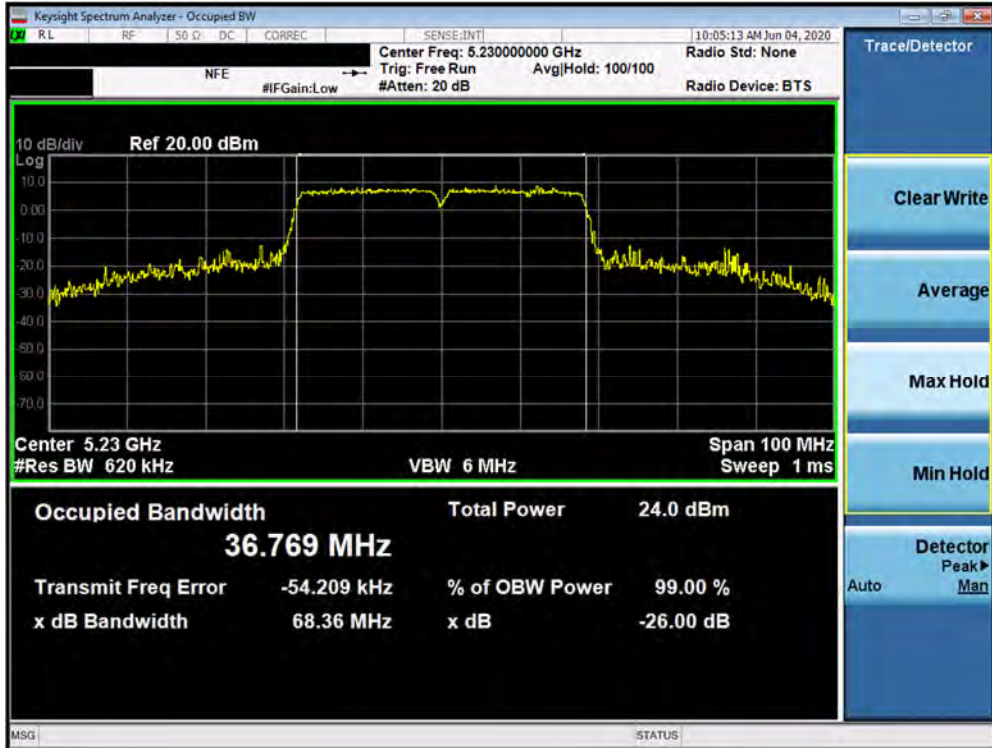 Keysight Spectrum Analyzer - Occupied BW
LXI RL RF 50 Ω DC CORREC SENSE:INT 10:05:13 AM Jun 04, 2020
Center Freq: 5.230000000 GHz Radio Std: None
NFE Trig: Free Run Avg|Hold: 100/100
#IFGain:Low #Atten: 20 dB Radio Device: BTS
10 dB/div Ref 20.00 dBm
Log
10.0
0.00
-10.0
-20.0
-30.0
-40.0
-50.0
-60.0
-70.0
Center 5.23 GHz Span 100 MHz
#Res BW 620 kHz VBW 6 MHz Sweep 1 ms
Occupied Bandwidth Total Power 24.0 dBm
36.769 MHz
Transmit Freq Error -54.209 kHz % of OBW Power 99.00 %
x dB Bandwidth 68.36 MHz x dB -26.00 dB
MSG STATUS
Trace/Detector
Clear Write
Average
Max Hold
Min Hold
Detector
Peak▶
Auto Man